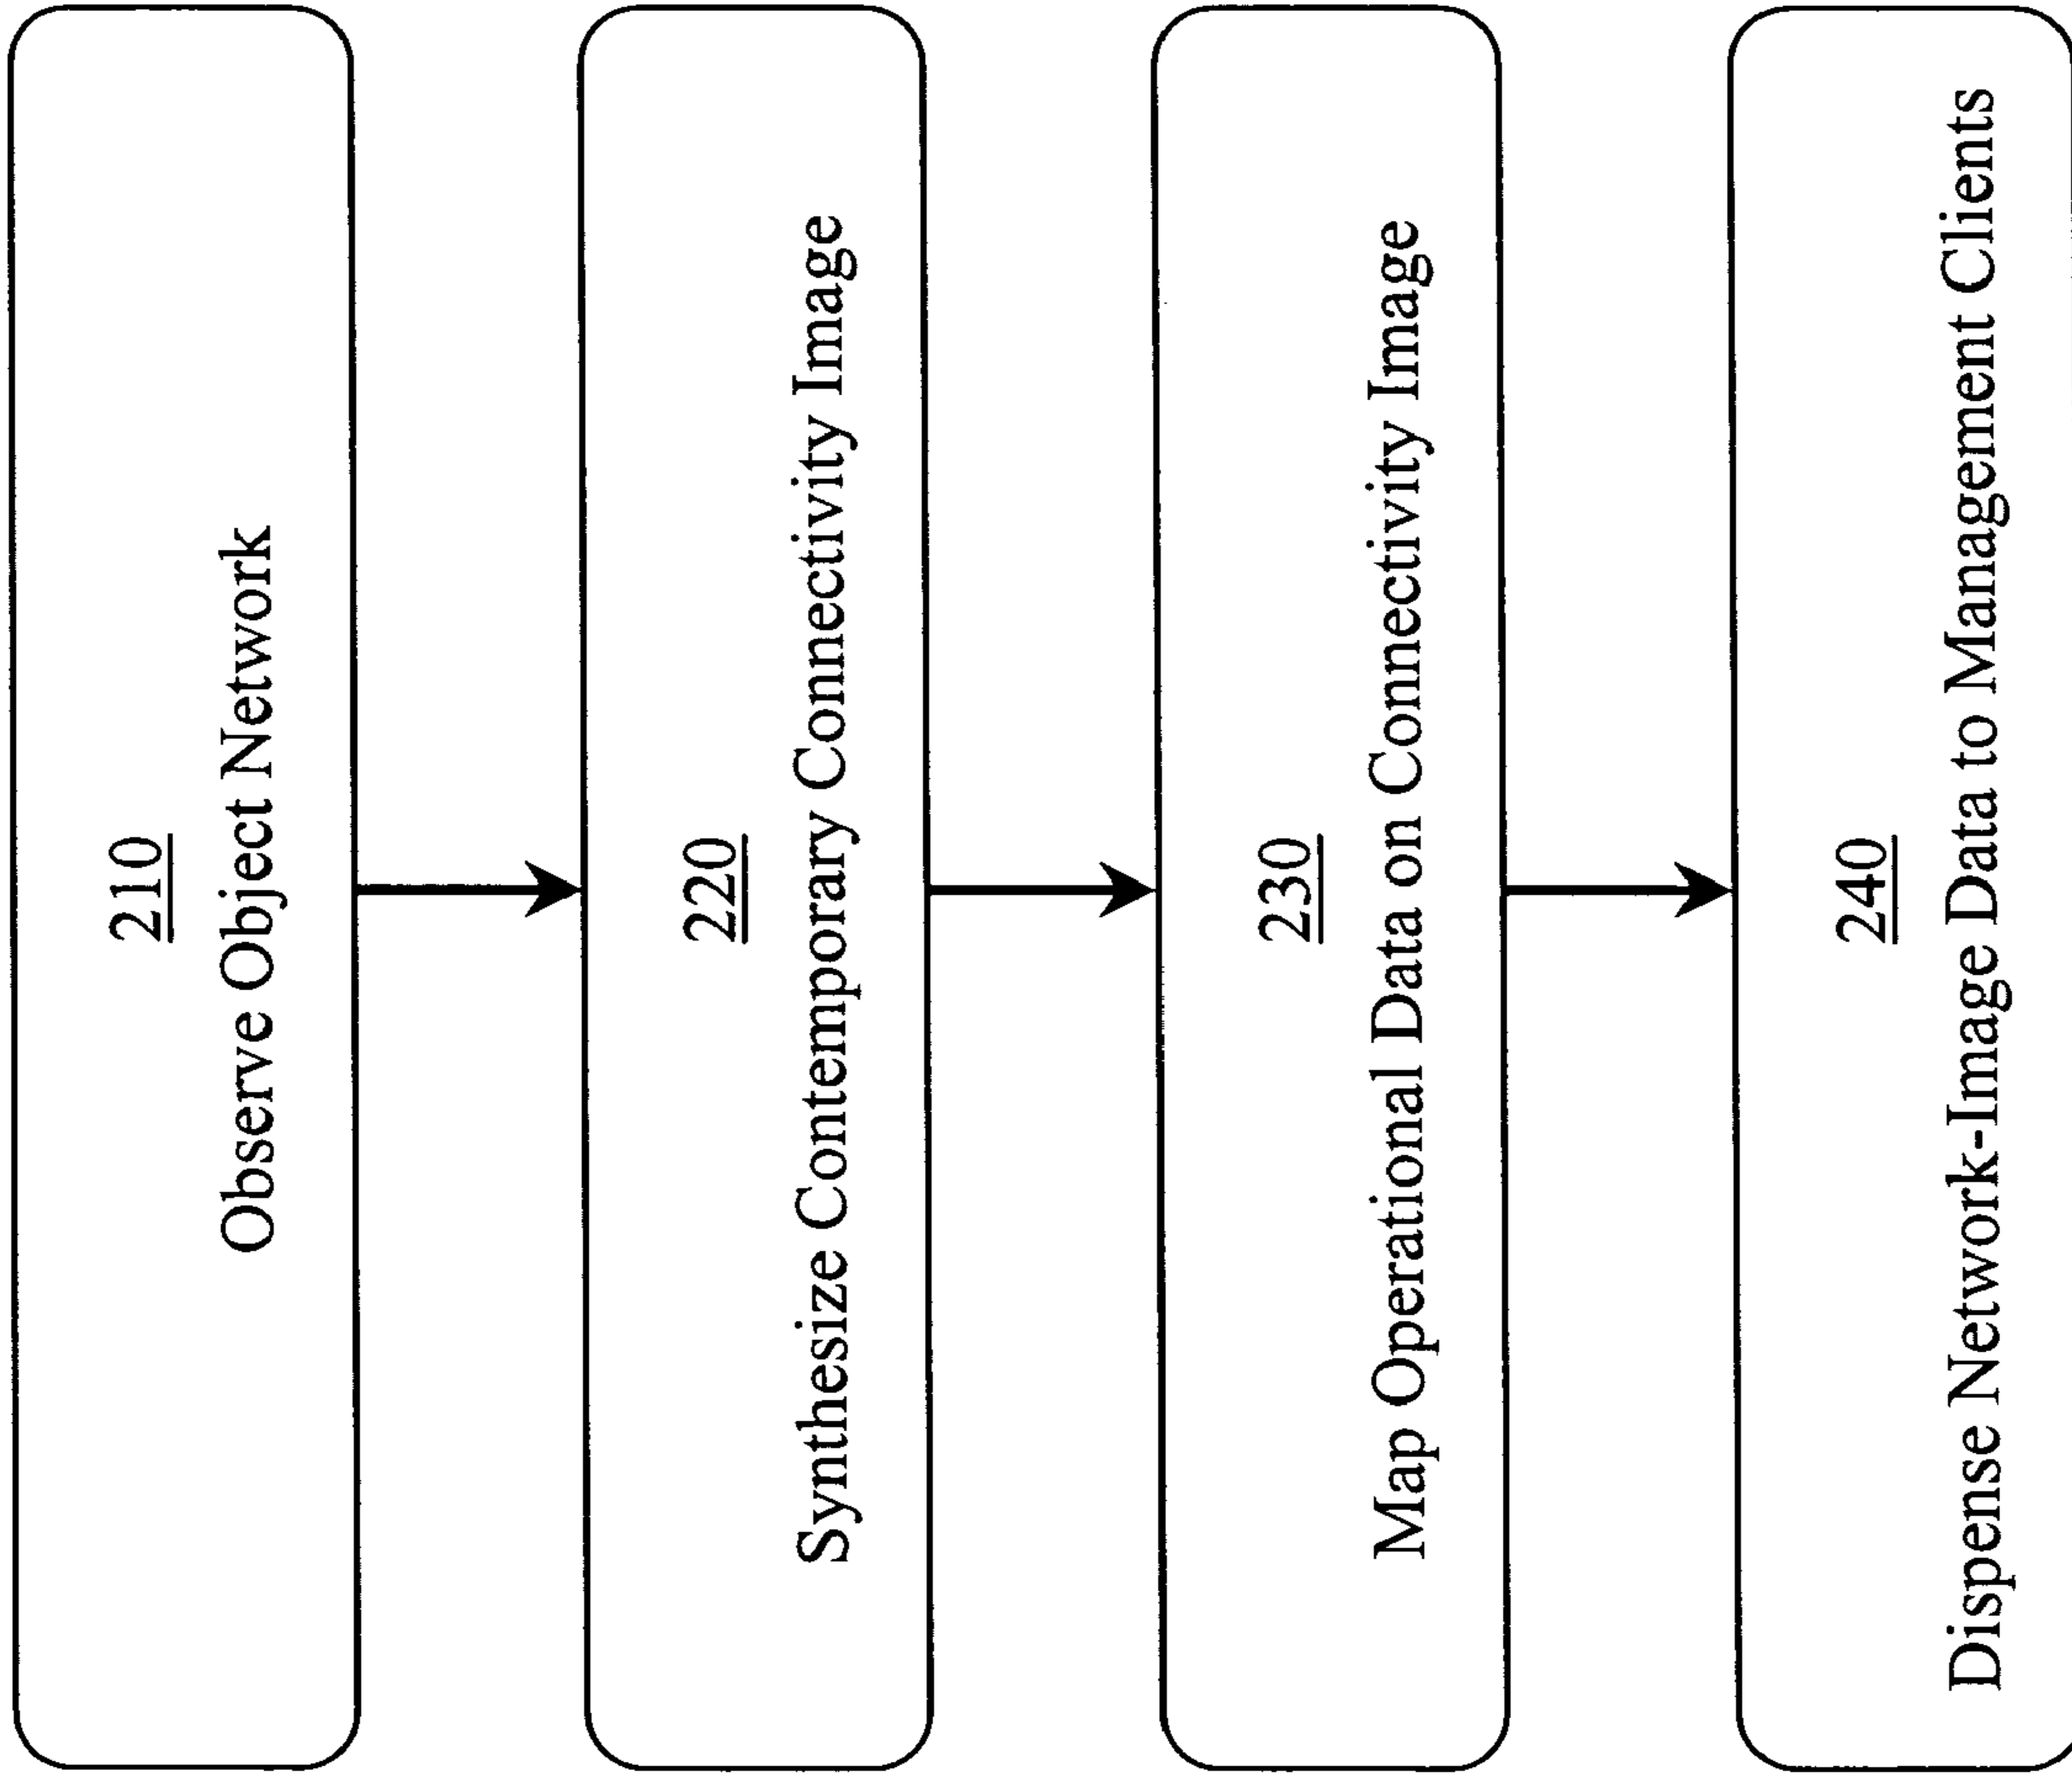 210
Observe Object Network
220
Synthesize Contemporary Connectivity Image
230
Map Operational Data on Connectivity Image
240
Dispense Network-Image Data to Management Clients